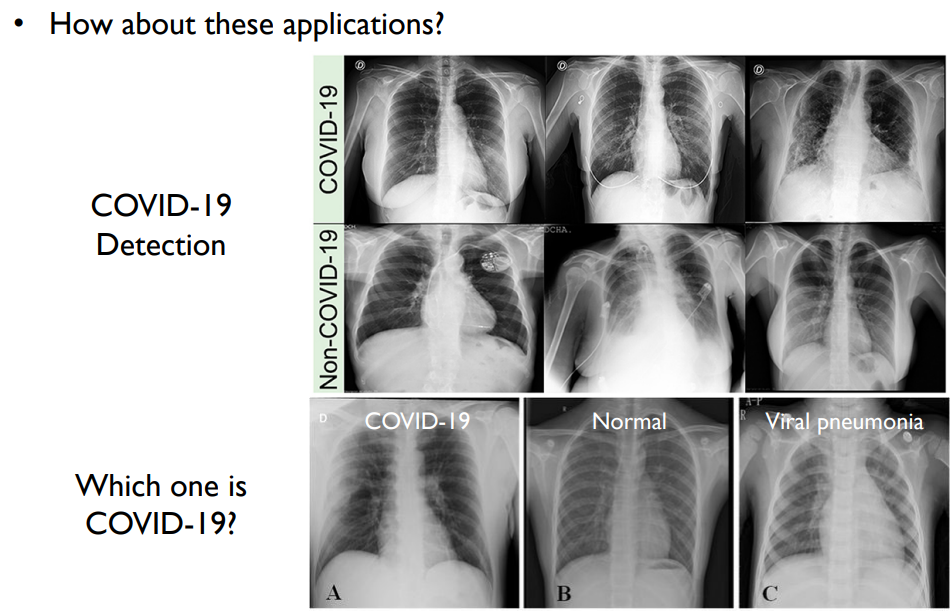 • How about these applications?
COVID-19
Detection
COVID-19
D
D
D
Non-COVID-19
DCHA.
Which one is
COVID-19?
D
COVID-19
A
Normal
B
A-P
R
Viral pneumonia
C